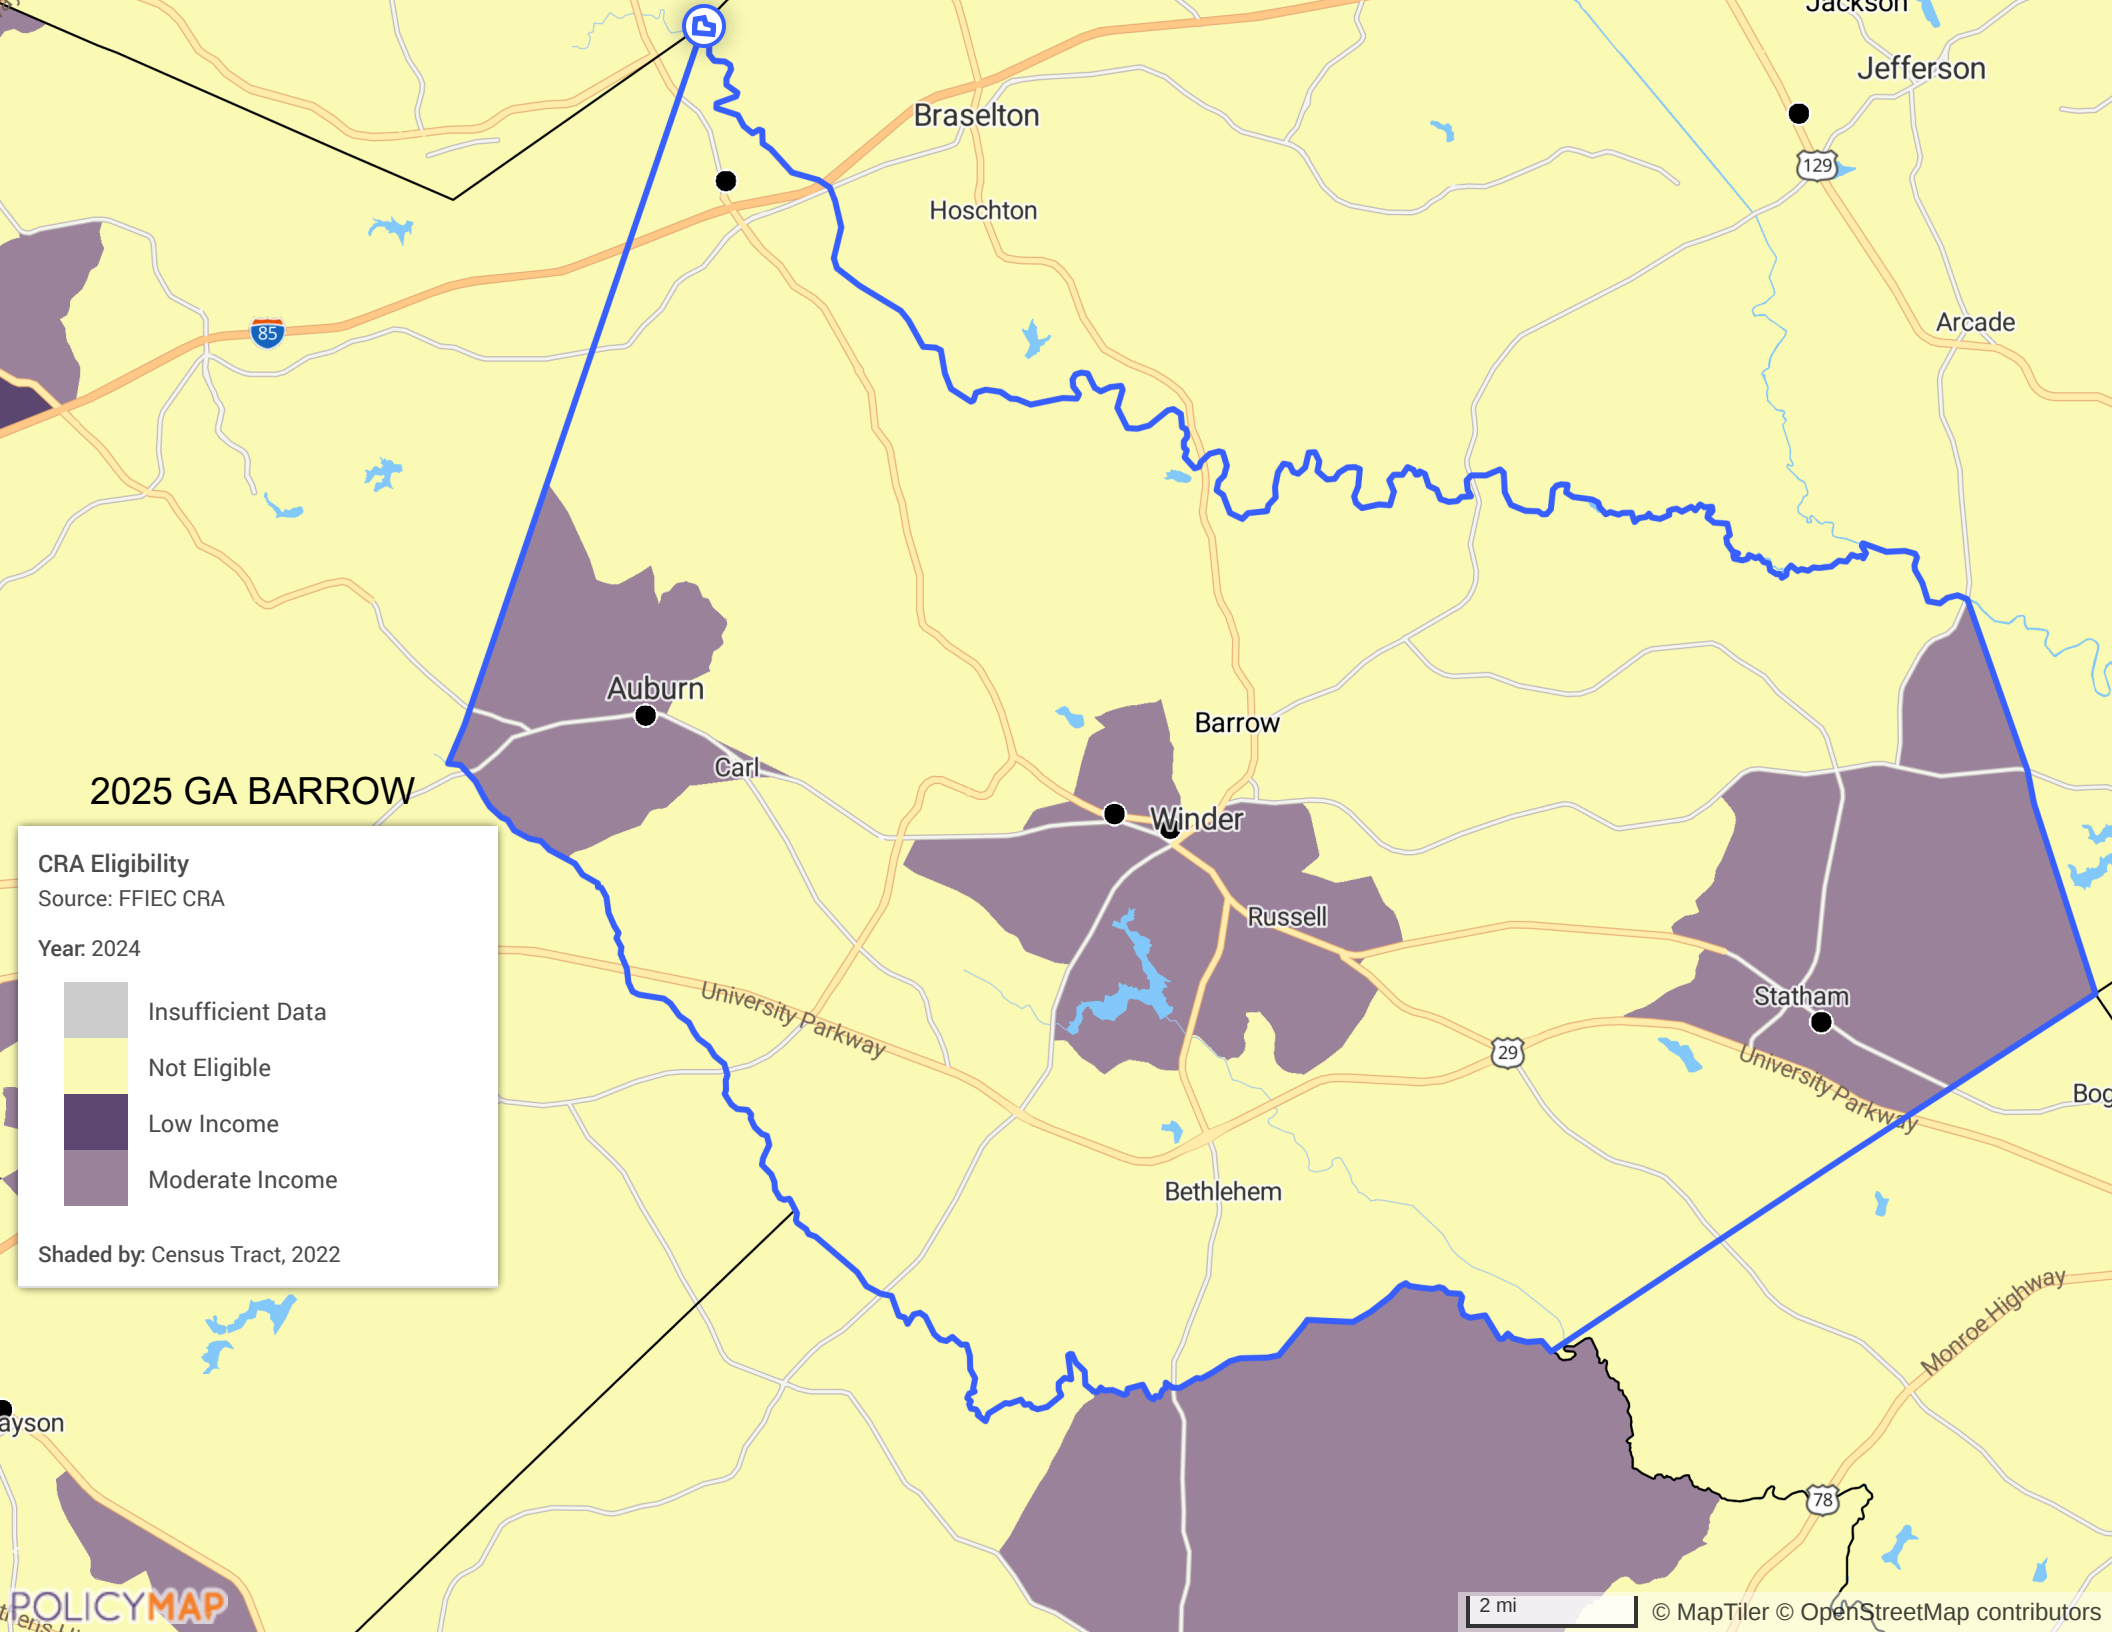 Jackson
Jefferson
Braselton
129
Hoschton
Arcade
85
Auburn
Barrow
Carl
2025 GA BARROW
Winder
CRA Eligibility
Source: FFIEC CRA
Russell
Year: 2024
University Parkway
Statham
Insufficient Data
29
University Parkway
Not Eligible
Bog
Low Income
Moderate Income
Bethlehem
Shaded by: Census Tract, 2022
Monroe Highway
ayson
78
POLICYMAP
2 mi
© MapTiler © OpenStreetMap contributors